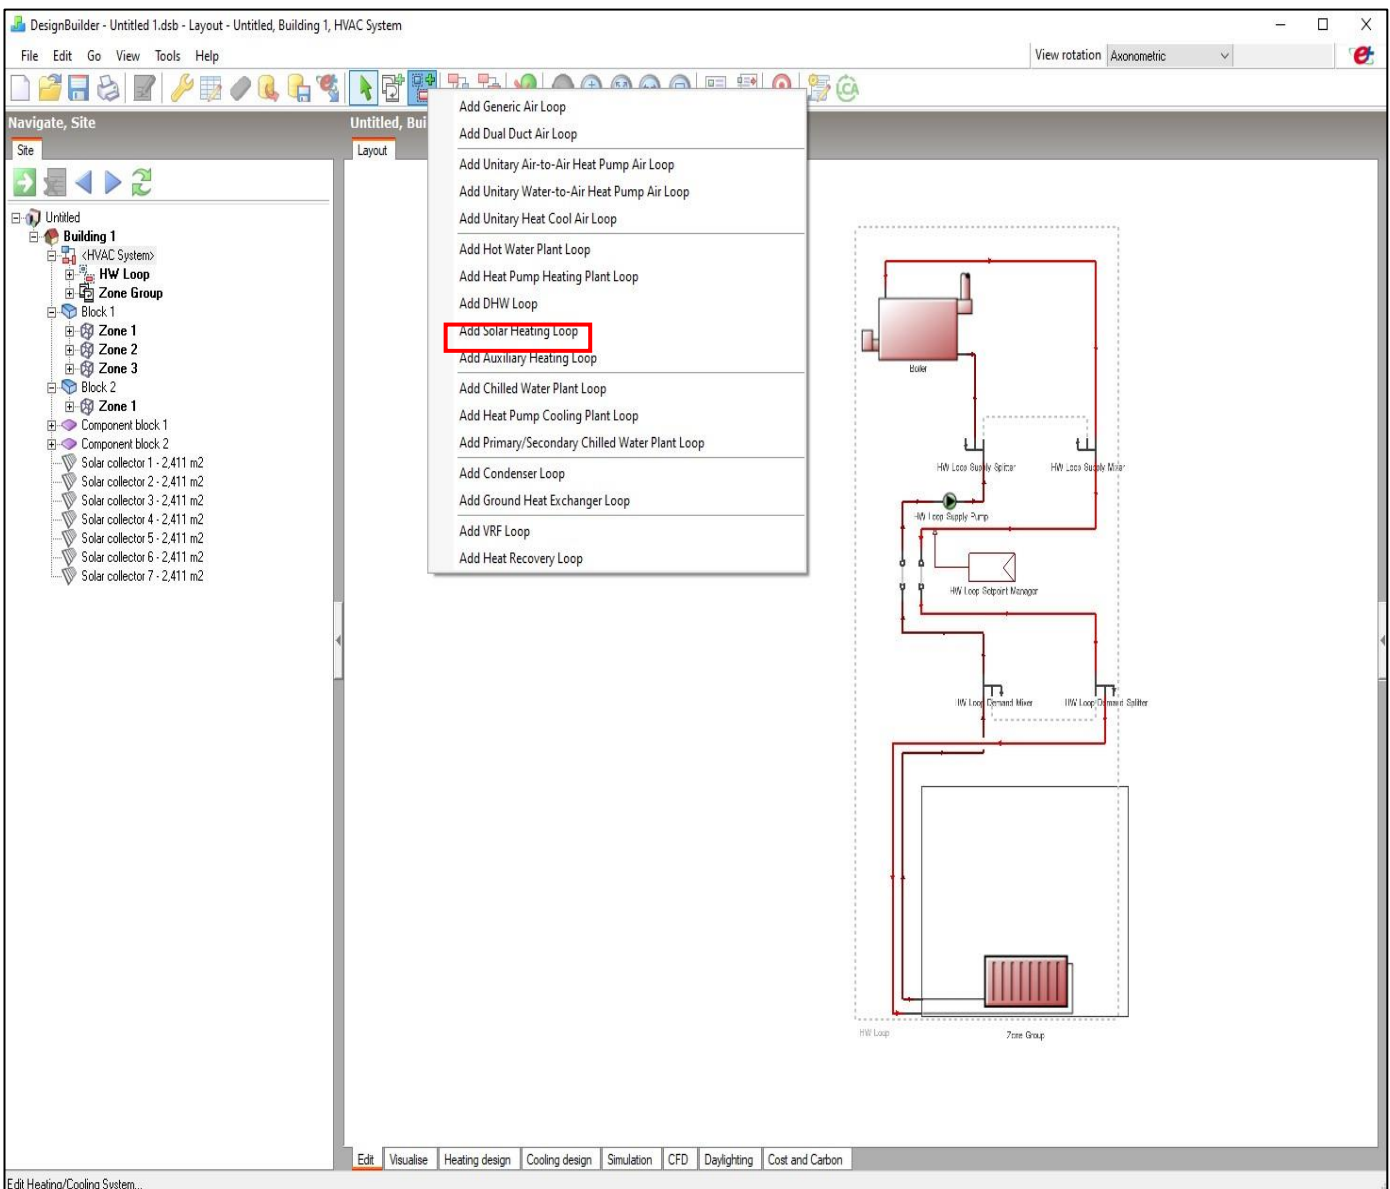 DesignBuilder - Untitled 1.dsb - Layout - Untitled, Building 1, HVAC System
File Edit Go View Tools Help
View rotation Axonometric
Navigate, Site
Site
Untitled
Building 1
<HVAC System>
HW Loop
Zone Group
Block 1
Zone 1
Zone 2
Zone 3
Block 2
Zone 1
Component block 1
Component block 2
Solar collector 1 - 2,411 m2
Solar collector 2 - 2,411 m2
Solar collector 3 - 2,411 m2
Solar collector 4 - 2,411 m2
Solar collector 5 - 2,411 m2
Solar collector 6 - 2,411 m2
Solar collector 7 - 2,411 m2
Untitled, Bui
Layout
Add Generic Air Loop
Add Dual Duct Air Loop
Add Unitary Air-to-Air Heat Pump Air Loop
Add Unitary Water-to-Air Heat Pump Air Loop
Add Unitary Heat Cool Air Loop
Add Hot Water Plant Loop
Add Heat Pump Heating Plant Loop
Add DHW Loop
Add Solar Heating Loop
Add Auxiliary Heating Loop
Add Chilled Water Plant Loop
Add Heat Pump Cooling Plant Loop
Add Primary/Secondary Chilled Water Plant Loop
Add Condenser Loop
Add Ground Heat Exchanger Loop
Add VRF Loop
Add Heat Recovery Loop
Boiler
HW Loop Supply Splitter
HW Loop Supply Mixer
HW Loop Supply Pump
HW Loop Setpoint Manager
HW Loop Demand Mixer
HW Loop Demand Splitter
HW Loop
Zone Group
Edit Visualise Heating design Cooling design Simulation CFD Daylighting Cost and Carbon
Edit Heating/Cooling System...